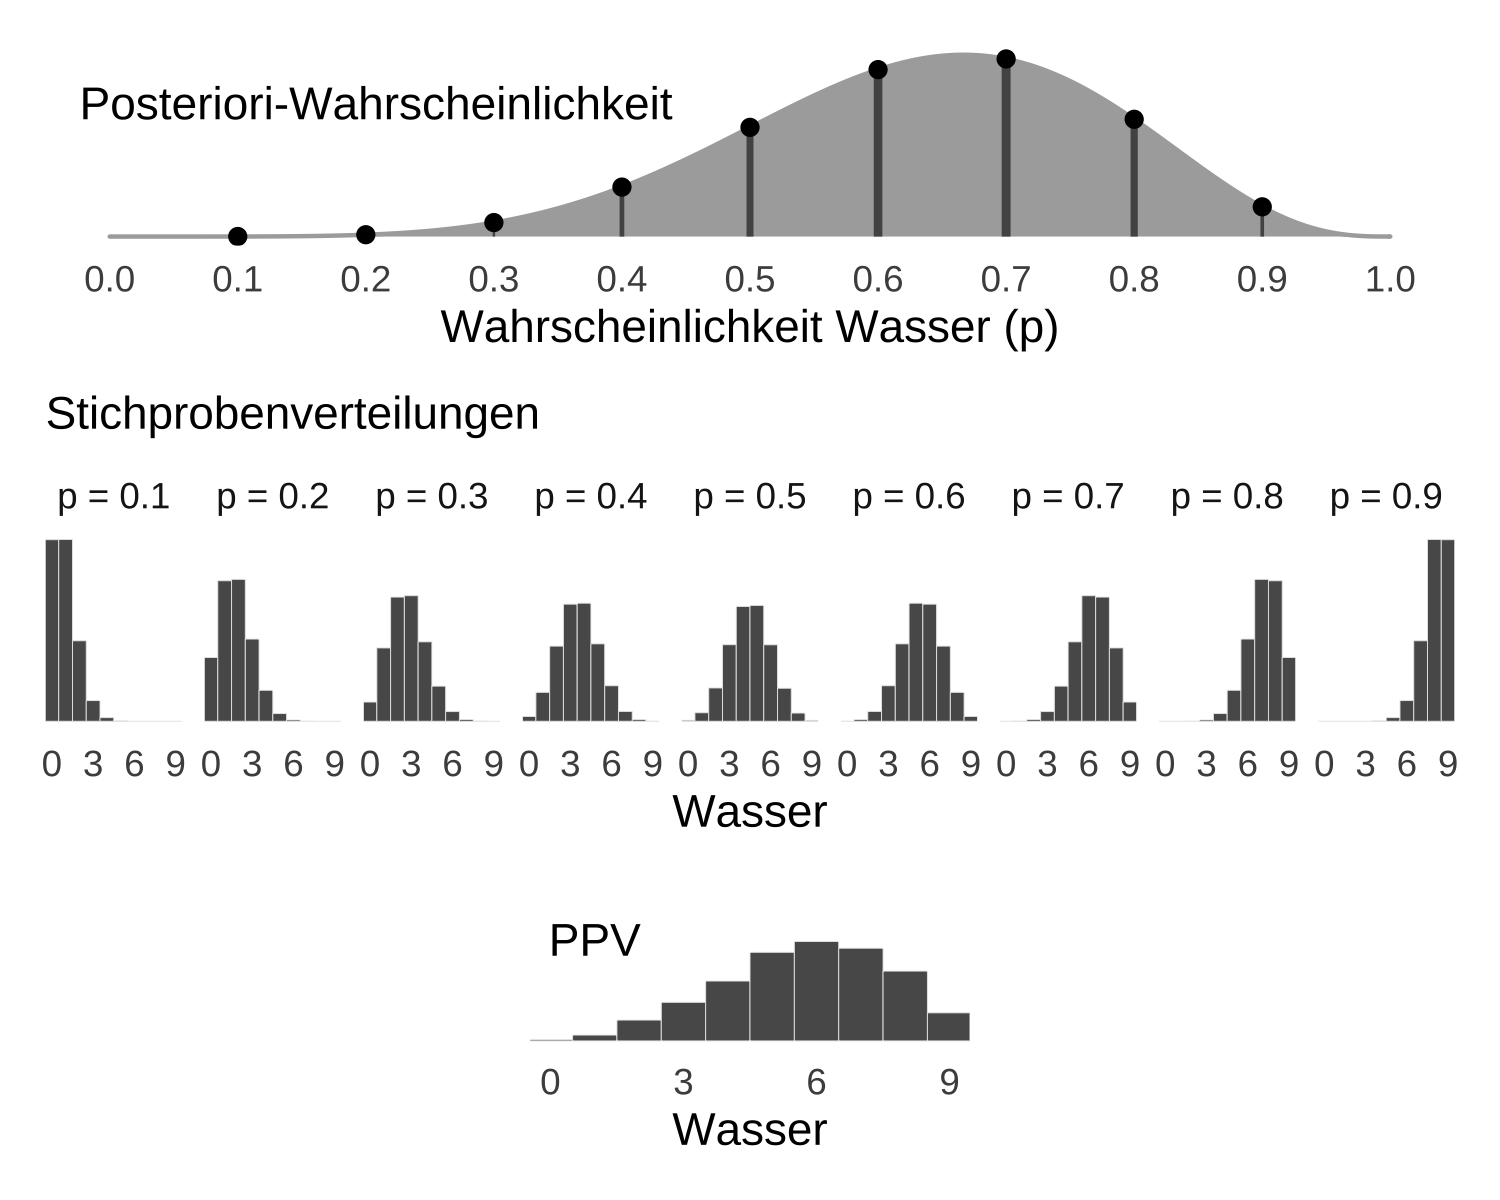 Posteriori-Wahrscheinlichkeit
0.0 0.1 0.2 0.3 0.4 0.5 0.6 0.7 0.8 0.9 1.0
Wahrscheinlichkeit Wasser (p)
Stichprobenverteilungen
p = 0.1 p = 0.2 p = 0.3 p = 0.4 p = 0.5 p = 0.6 p = 0.7 p = 0.8 p = 0.9
0 3 6 9 0 3 6 9 0 3 6 9 0 3 6 9 0 3 6 9 0 3 6 9 0 3 6 9 0 3 6 9 0 3 6 9
Wasser
PPV
0 3 6 9
Wasser